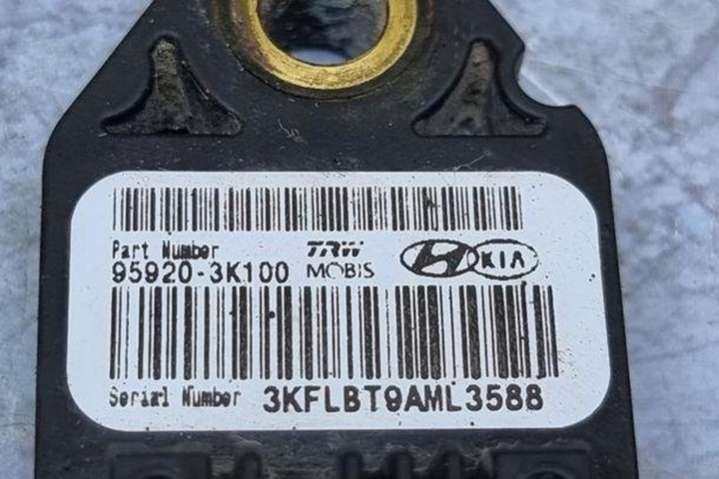 Part Number
95920-3K100
TRW
MOBIS
KIA
Serial Number 3KFLBT9AML3588